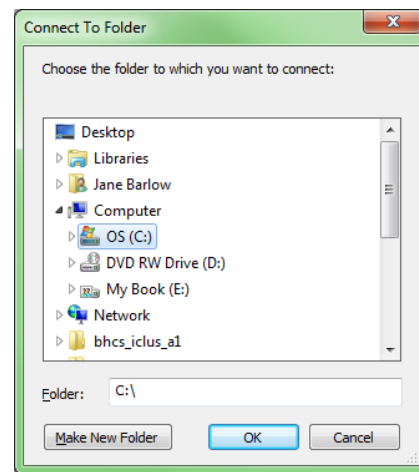 Connect To Folder
Choose the folder to which you want to connect:
Desktop
Libraries
Jane Barlow
Computer
OS (C:)
DVD RW Drive (D:)
My Book (E:)
Network
bhcs_iclus_a1
Folder: C:\
Make New Folder OK Cancel